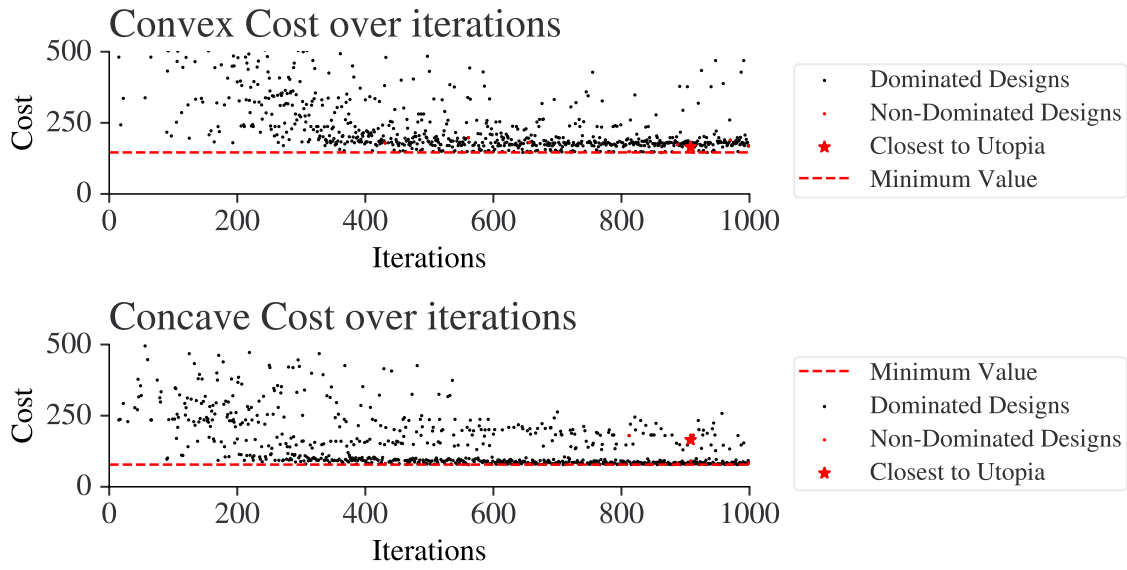 Convex Cost over iterations
500
250
0
Cost
0 200 400 600 800 1000
Iterations
Dominated Designs
Non-Dominated Designs
Closest to Utopia
Minimum Value
Concave Cost over iterations
500
250
0
Cost
0 200 400 600 800 1000
Iterations
Minimum Value
Dominated Designs
Non-Dominated Designs
Closest to Utopia